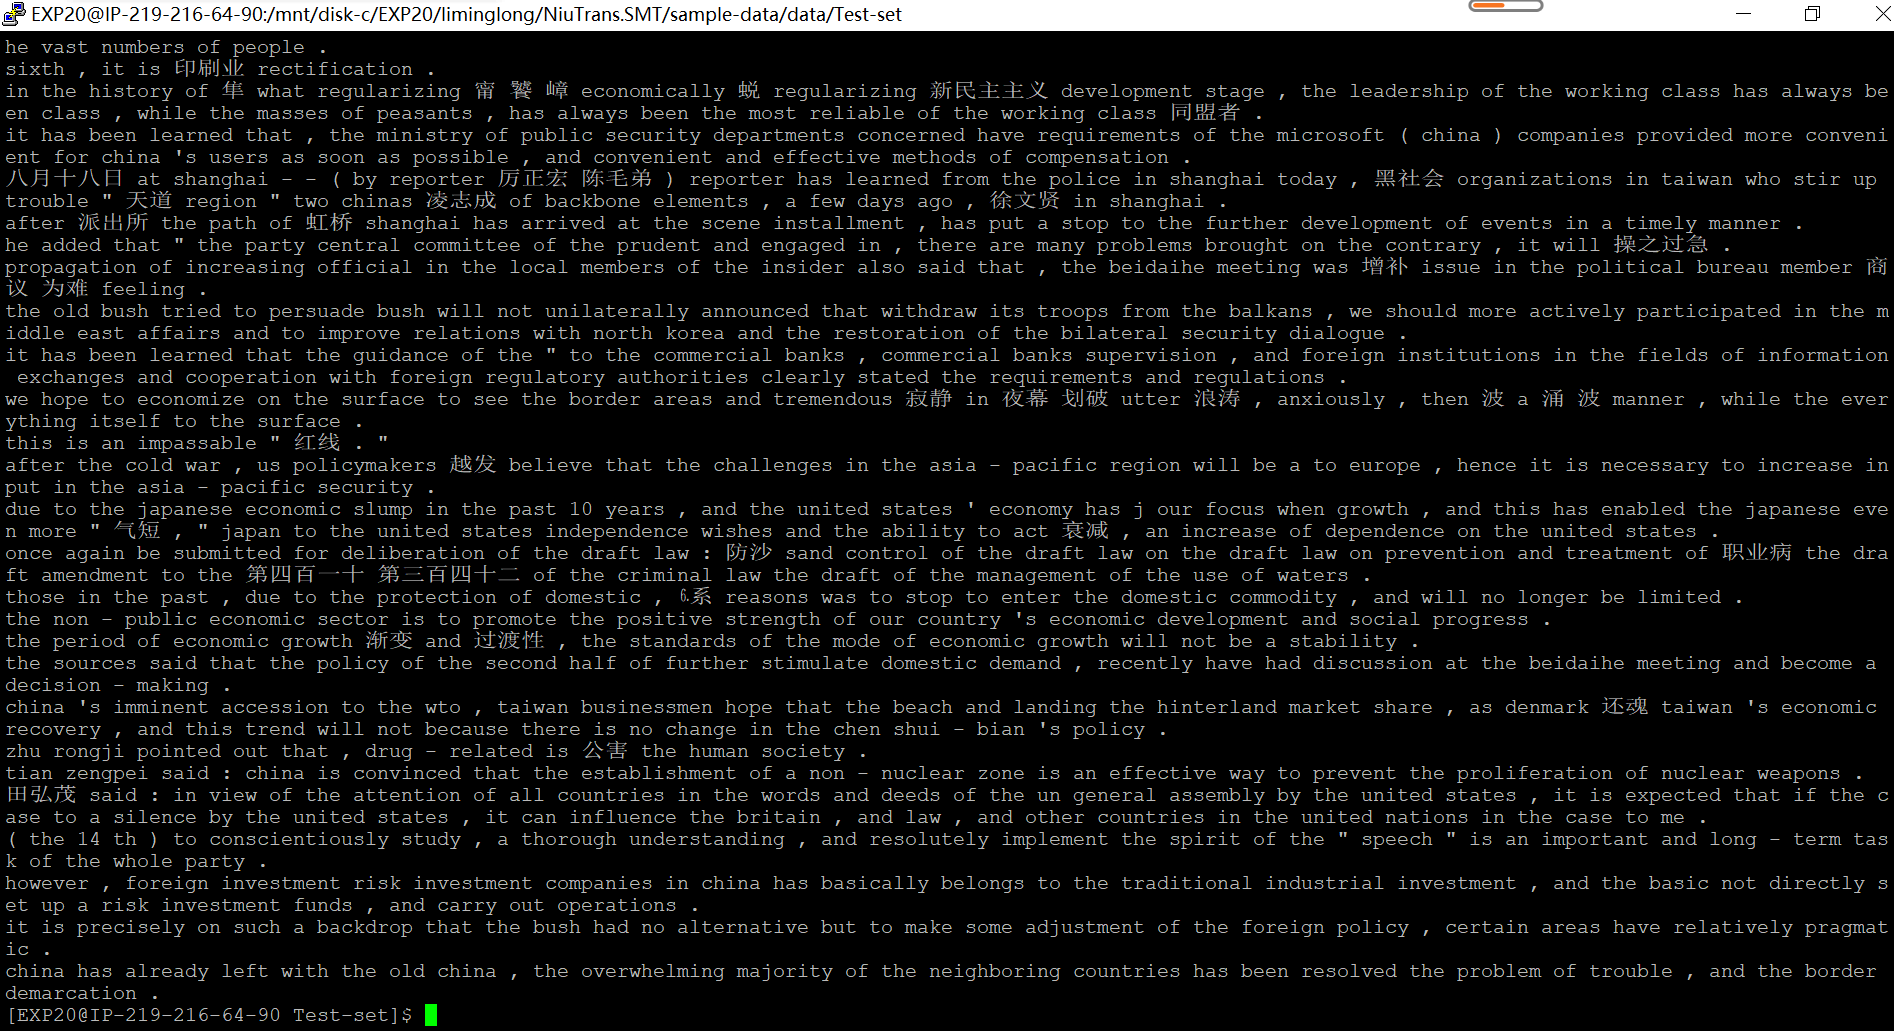 EXP20@IP-219-216-64-90:/mnt/disk-c/EXP20/liminglong/NiuTrans.SMT/sample-data/data/Test-set
he vast numbers of people .
sixth , it is 印刷业 rectification .
in the history of 隼 what regularizing 甯 饕 嶂 economically 蜕 regularizing 新民主主义 development stage , the leadership of the working class has always be
en class , while the masses of peasants , has always been the most reliable of the working class 同盟者 .
it has been learned that , the ministry of public security departments concerned have requirements of the microsoft ( china ) companies provided more conveni
ent for china 's users as soon as possible , and convenient and effective methods of compensation .
八月十八日 at shanghai - - ( by reporter 厉正宏 陈毛弟 ) reporter has learned from the police in shanghai today , 黑社会 organizations in taiwan who stir up
trouble " 天道 region " two chinas 凌志成 of backbone elements , a few days ago , 徐文贤 in shanghai .
after 派出所 the path of 虹桥 shanghai has arrived at the scene installment , has put a stop to the further development of events in a timely manner .
he added that " the party central committee of the prudent and engaged in , there are many problems brought on the contrary , it will 操之过急 .
propagation of increasing official in the local members of the insider also said that , the beidaihe meeting was 增补 issue in the political bureau member 商
议 为难 feeling .
the old bush tried to persuade bush will not unilaterally announced that withdraw its troops from the balkans , we should more actively participated in the m
iddle east affairs and to improve relations with north korea and the restoration of the bilateral security dialogue .
it has been learned that the guidance of the " to the commercial banks , commercial banks supervision , and foreign institutions in the fields of information
 exchanges and cooperation with foreign regulatory authorities clearly stated the requirements and regulations .
we hope to economize on the surface to see the border areas and tremendous 寂静 in 夜幕 划破 utter 浪涛 , anxiously , then 波 a 涌 波 manner , while the ever
ything itself to the surface .
this is an impassable " 红线 . "
after the cold war , us policymakers 越发 believe that the challenges in the asia - pacific region will be a to europe , hence it is necessary to increase in
put in the asia - pacific security .
due to the japanese economic slump in the past 10 years , and the united states ' economy has j our focus when growth , and this has enabled the japanese eve
n more " 气短 , " japan to the united states independence wishes and the ability to act 衰减 , an increase of dependence on the united states .
once again be submitted for deliberation of the draft law : 防沙 sand control of the draft law on the draft law on prevention and treatment of 职业病 the dra
ft amendment to the 第四百一十 第三百四十二 of the criminal law the draft of the management of the use of waters .
those in the past , due to the protection of domestic , ⒍系 reasons was to stop to enter the domestic commodity , and will no longer be limited .
the non - public economic sector is to promote the positive strength of our country 's economic development and social progress .
the period of economic growth 渐变 and 过渡性 , the standards of the mode of economic growth will not be a stability .
the sources said that the policy of the second half of further stimulate domestic demand , recently have had discussion at the beidaihe meeting and become a
decision - making .
china 's imminent accession to the wto , taiwan businessmen hope that the beach and landing the hinterland market share , as denmark 还魂 taiwan 's economic
recovery , and this trend will not because there is no change in the chen shui - bian 's policy .
zhu rongji pointed out that , drug - related is 公害 the human society .
tian zengpei said : china is convinced that the establishment of a non - nuclear zone is an effective way to prevent the proliferation of nuclear weapons .
田弘茂 said : in view of the attention of all countries in the words and deeds of the un general assembly by the united states , it is expected that if the c
ase to a silence by the united states , it can influence the britain , and law , and other countries in the united nations in the case to me .
( the 14 th ) to conscientiously study , a thorough understanding , and resolutely implement the spirit of the " speech " is an important and long - term tas
k of the whole party .
however , foreign investment risk investment companies in china has basically belongs to the traditional industrial investment , and the basic not directly s
et up a risk investment funds , and carry out operations .
it is precisely on such a backdrop that the bush had no alternative but to make some adjustment of the foreign policy , certain areas have relatively pragmat
ic .
china has already left with the old china , the overwhelming majority of the neighboring countries has been resolved the problem of trouble , and the border
demarcation .
[EXP20@IP-219-216-64-90 Test-set]$